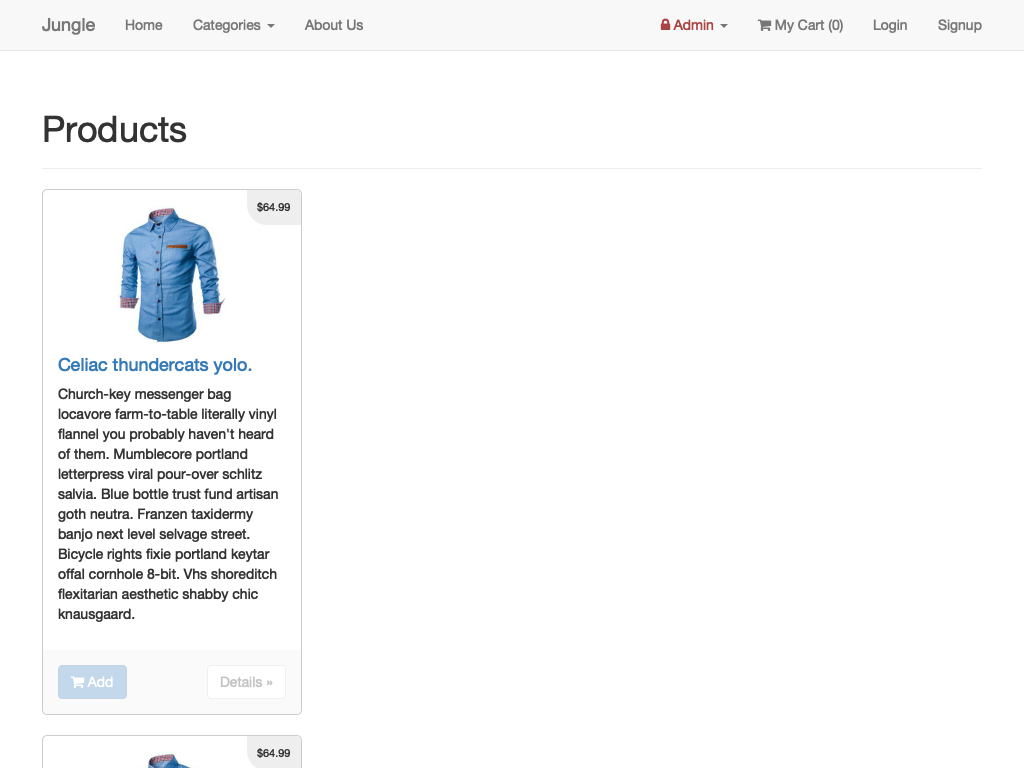 Jungle Home Categories About Us Admin My Cart (0) Login Signup
Products
$64.99
Celiac thundercats yolo.
Church-key messenger bag
locavore farm-to-table literally vinyl
flannel you probably haven't heard
of them. Mumblecore portland
letterpress viral pour-over schlitz
salvia. Blue bottle trust fund artisan
goth neutra. Franzen taxidermy
banjo next level selvage street.
Bicycle rights fixie portland keytar
offal cornhole 8-bit. Vhs shoreditch
flexitarian aesthetic shabby chic
knausgaard.
Add Details »
$64.99